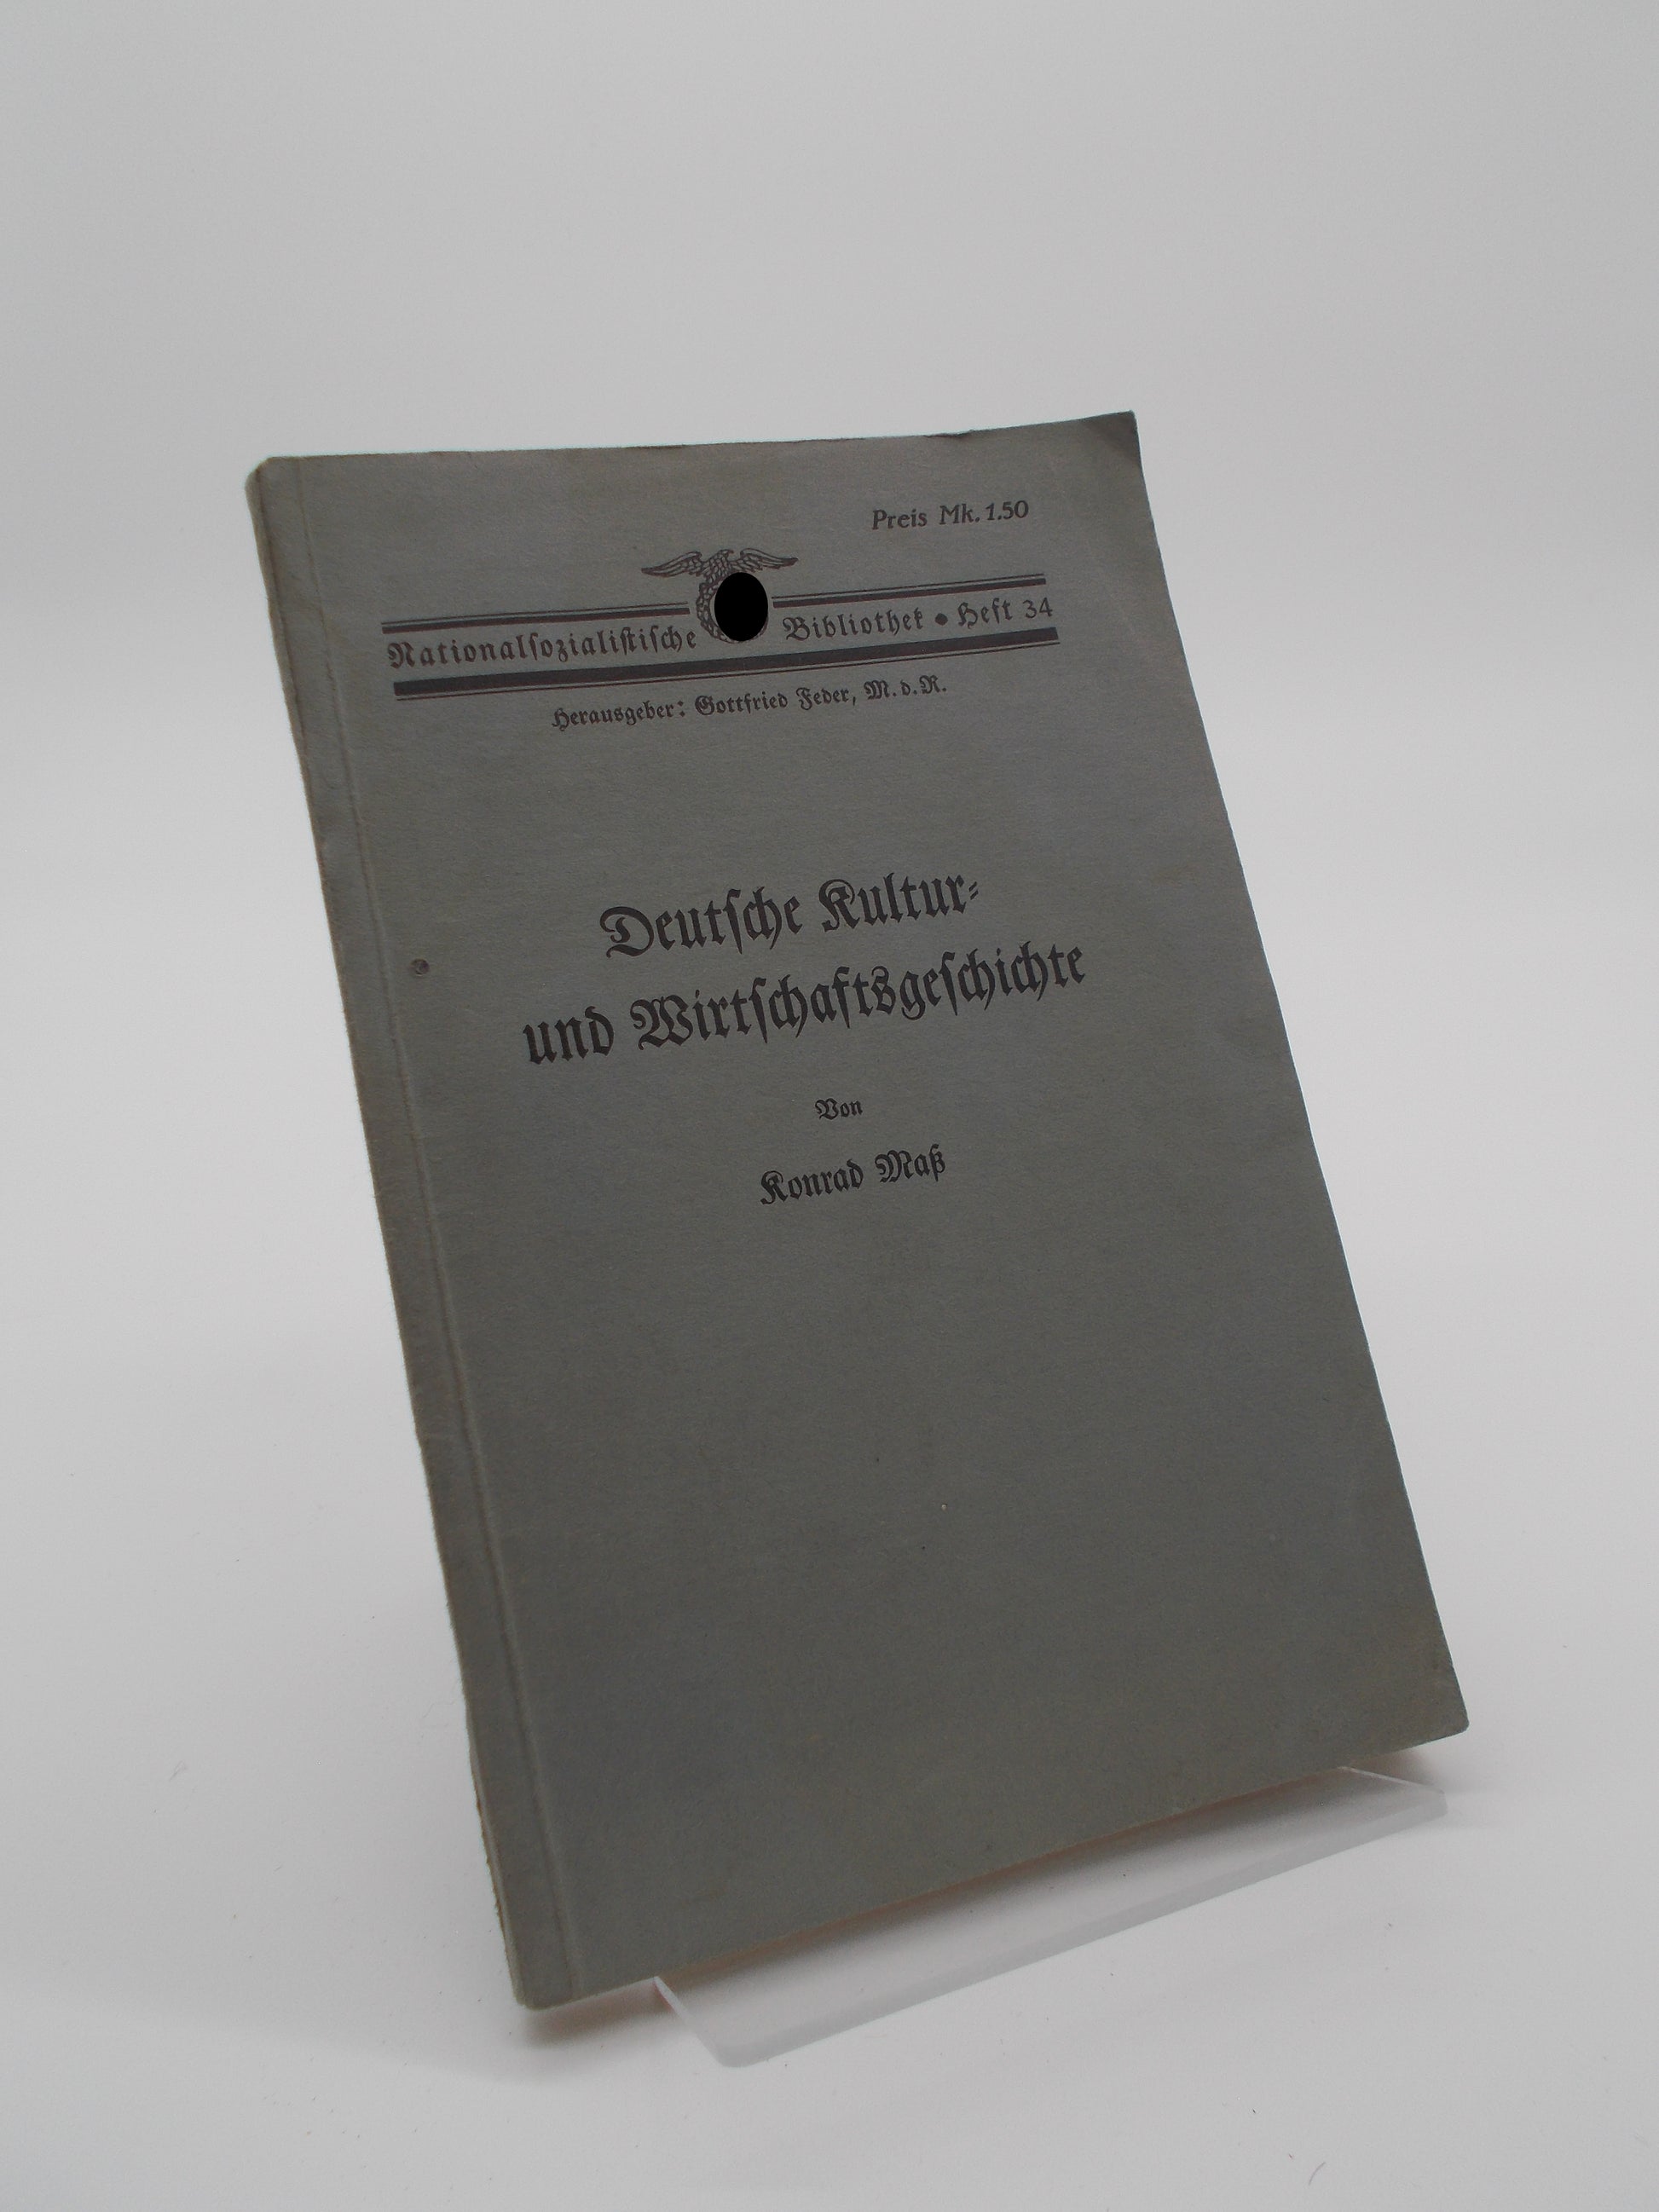 Preis Mk. 1.50
Nationalsozialistische Bibliothek • Heft 34
Herausgeber: Gottfried Feder, M. d. R.
Deutsche Kultur-
und Wirtschaftsgeschichte
Von
Konrad Maß